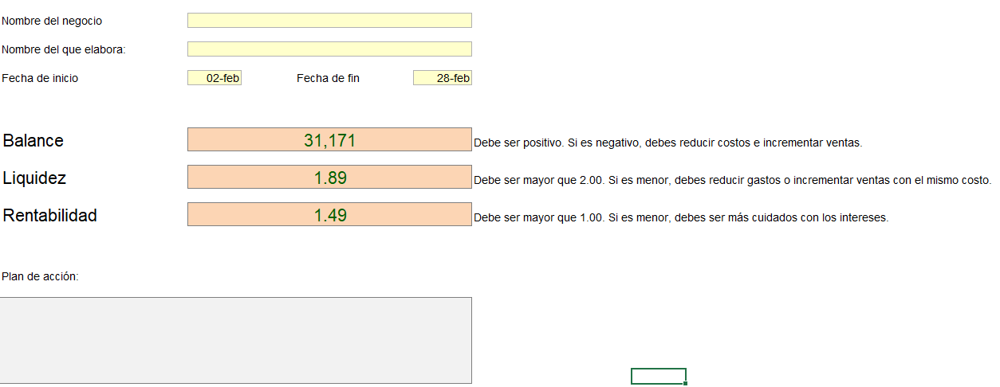 Nombre del negocio
Nombre del que elabora:
Fecha de inicio 02-feb Fecha de fin 28-feb
Balance 31,171 Debe ser positivo. Si es negativo, debes reducir costos e incrementar ventas.
Liquidez 1.89 Debe ser mayor que 2.00. Si es menor, debes reducir gastos o incrementar ventas con el mismo costo.
Rentabilidad 1.49 Debe ser mayor que 1.00. Si es menor, debes ser más cuidados con los intereses.
Plan de acción: